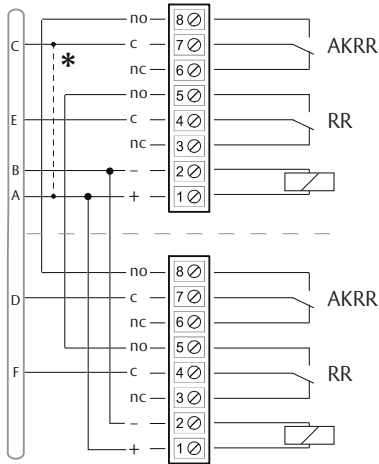 no 8
C c 7 AKRR
*
nc 6
no 5
E c 4 RR
nc 3
B – 2
A + 1
no 8
D c 7 AKRR
nc 6
no 5
F c 4 RR
nc 3
– 2
+ 1